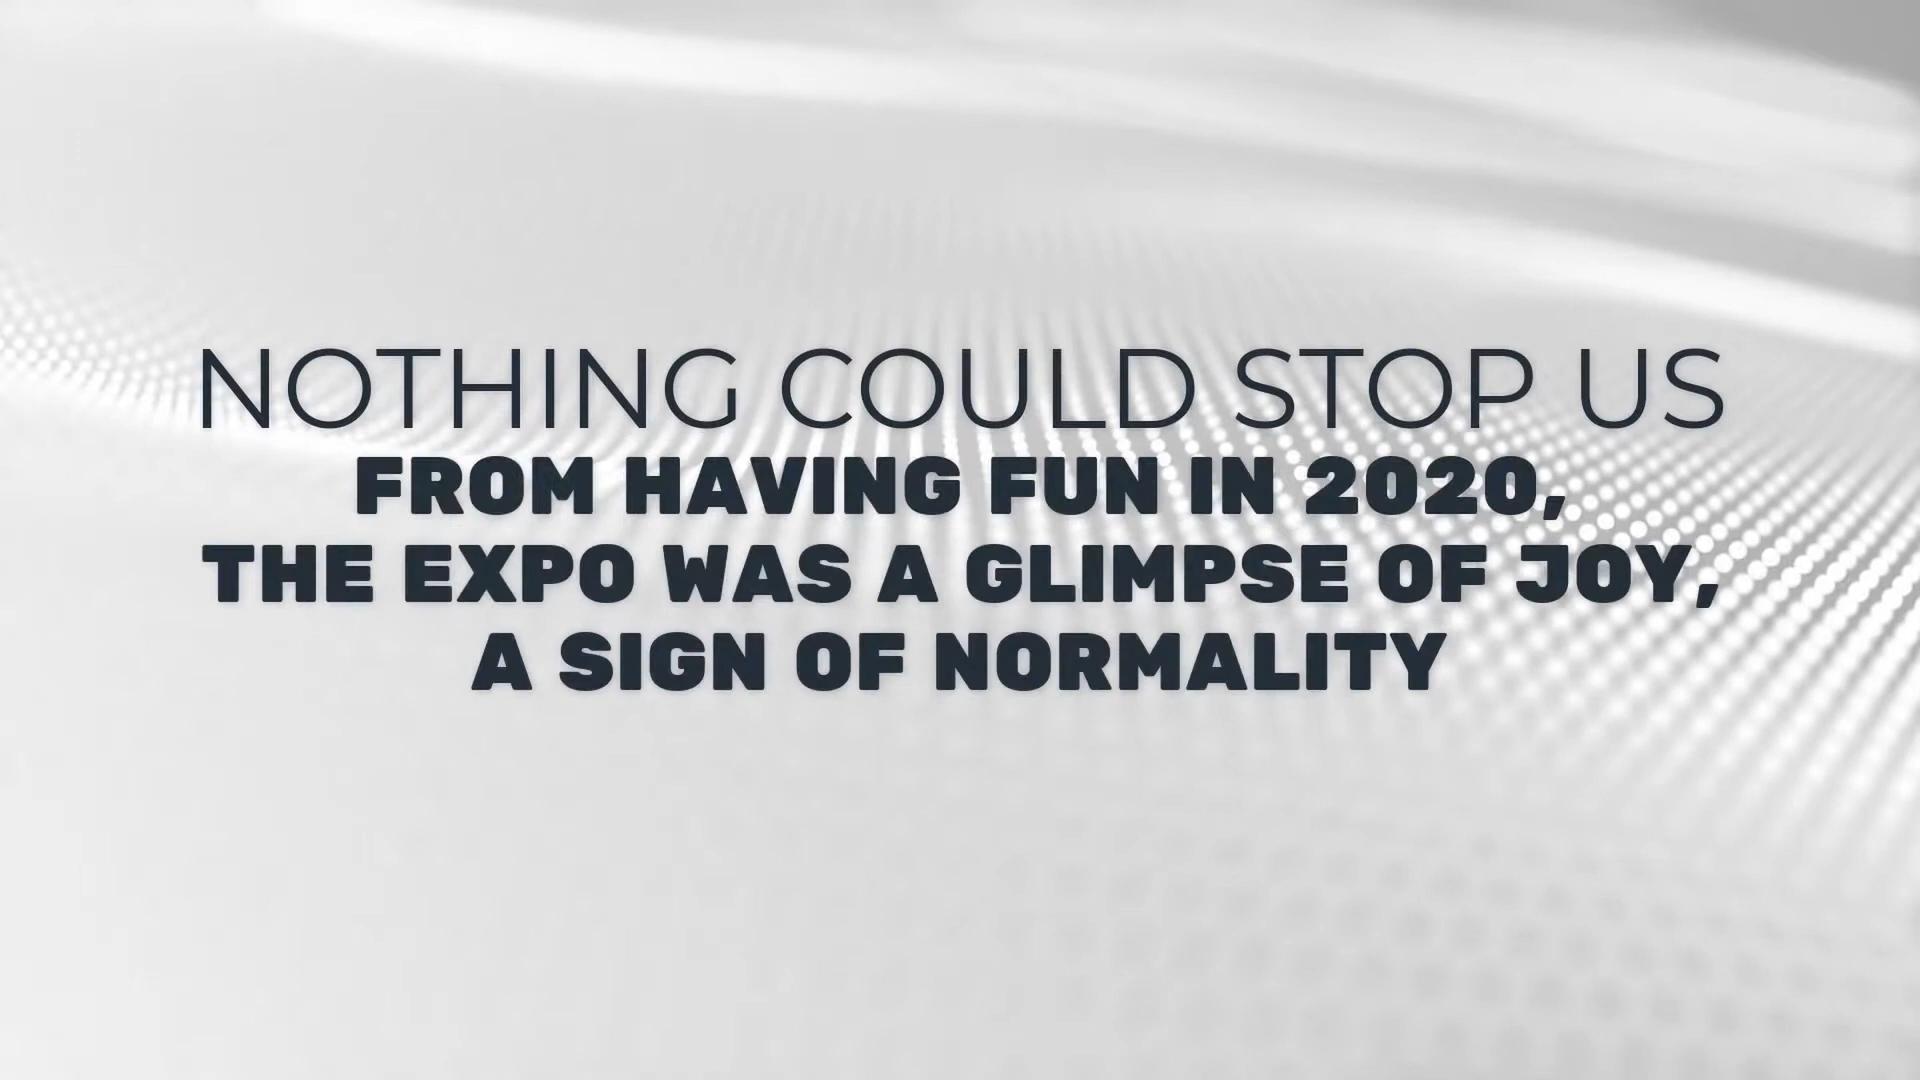 NOTHING COULD STOP US
FROM HAVING FUN IN 2020,
THE EXPO WAS A GLIMPSE OF JOY,
A SIGN OF NORMALITY